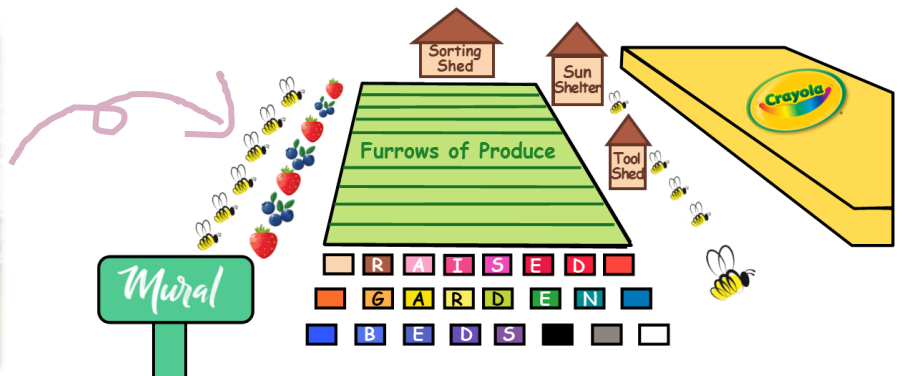 Sorting
Shed
Sun
Shelter
Crayola
Furrows of Produce
Tool
Shed
RAISED
Mural
GARDEN
BEDS